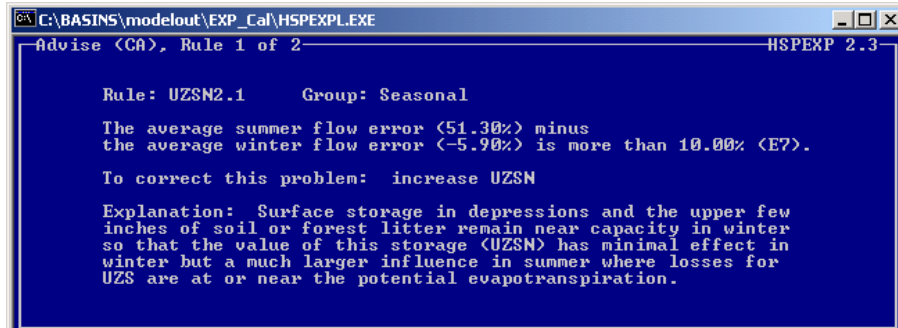 C:\BASINS\modelout\EXP_Cal\HSPEXPL.EXE
Advise (CA), Rule 1 of 2 HSPEXP 2.3
Rule: UZSN2.1 Group: Seasonal
The average summer flow error (51.30%) minus
the average winter flow error (-5.90%) is more than 10.00% (E7).
To correct this problem: increase UZSN
Explanation: Surface storage in depressions and the upper few
inches of soil or forest litter remain near capacity in winter
so that the value of this storage (UZSN) has minimal effect in
winter but a much larger influence in summer where losses for
UZS are at or near the potential evapotranspiration.